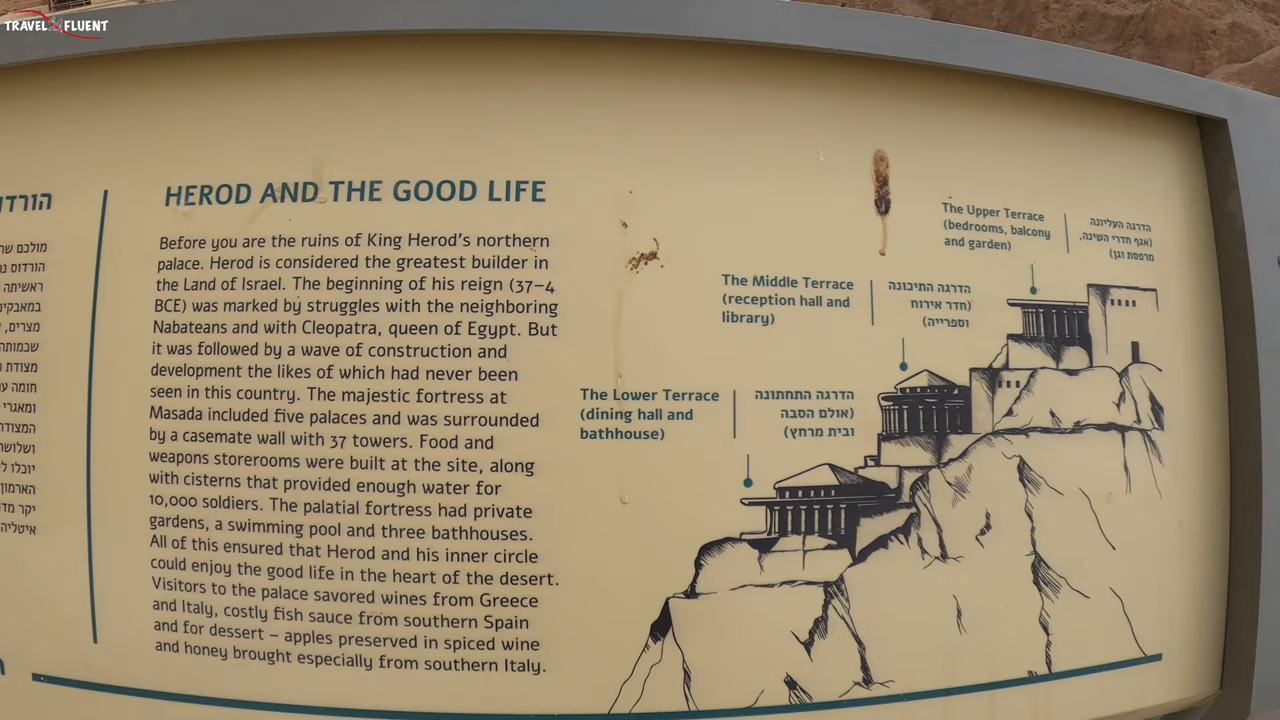 TRAVEL FLUENT
HEROD AND THE GOOD LIFE
Before you are the ruins of King Herod's northern
palace. Herod is considered the greatest builder in
the Land of Israel. The beginning of his reign (37–4
BCE) was marked by struggles with the neighboring
Nabateans and with Cleopatra, queen of Egypt. But
it was followed by a wave of construction and
development the likes of which had never been
seen in this country. The majestic fortress at
Masada included five palaces and was surrounded
by a casemate wall with 37 towers. Food and
weapons storerooms were built at the site, along
with cisterns that provided enough water for
10,000 soldiers. The palatial fortress had private
gardens, a swimming pool and three bathhouses.
All of this ensured that Herod and his inner circle
could enjoy the good life in the heart of the desert.
Visitors to the palace savored wines from Greece
and Italy, costly fish sauce from southern Spain
and for dessert – apples preserved in spiced wine
and honey brought especially from southern Italy.
The Upper Terrace
(bedrooms, balcony
and garden)
הדרגה העליונה
(אגף חדרי השינה,
מרפסת וגן)
The Middle Terrace
(reception hall and
library)
הדרגה התיכונה
(חדר אירוח
וספרייה)
The Lower Terrace
(dining hall and
bathhouse)
הדרגה התחתונה
(אולם הסבה
ובית מרחץ)
מולכם
הורדוס
ראשיתה
במאבקי
מצרים,
מצודת
חומה
ומאגרי
המצודה
ושלוש
יוכלו
הארמון
יקר
איטליה